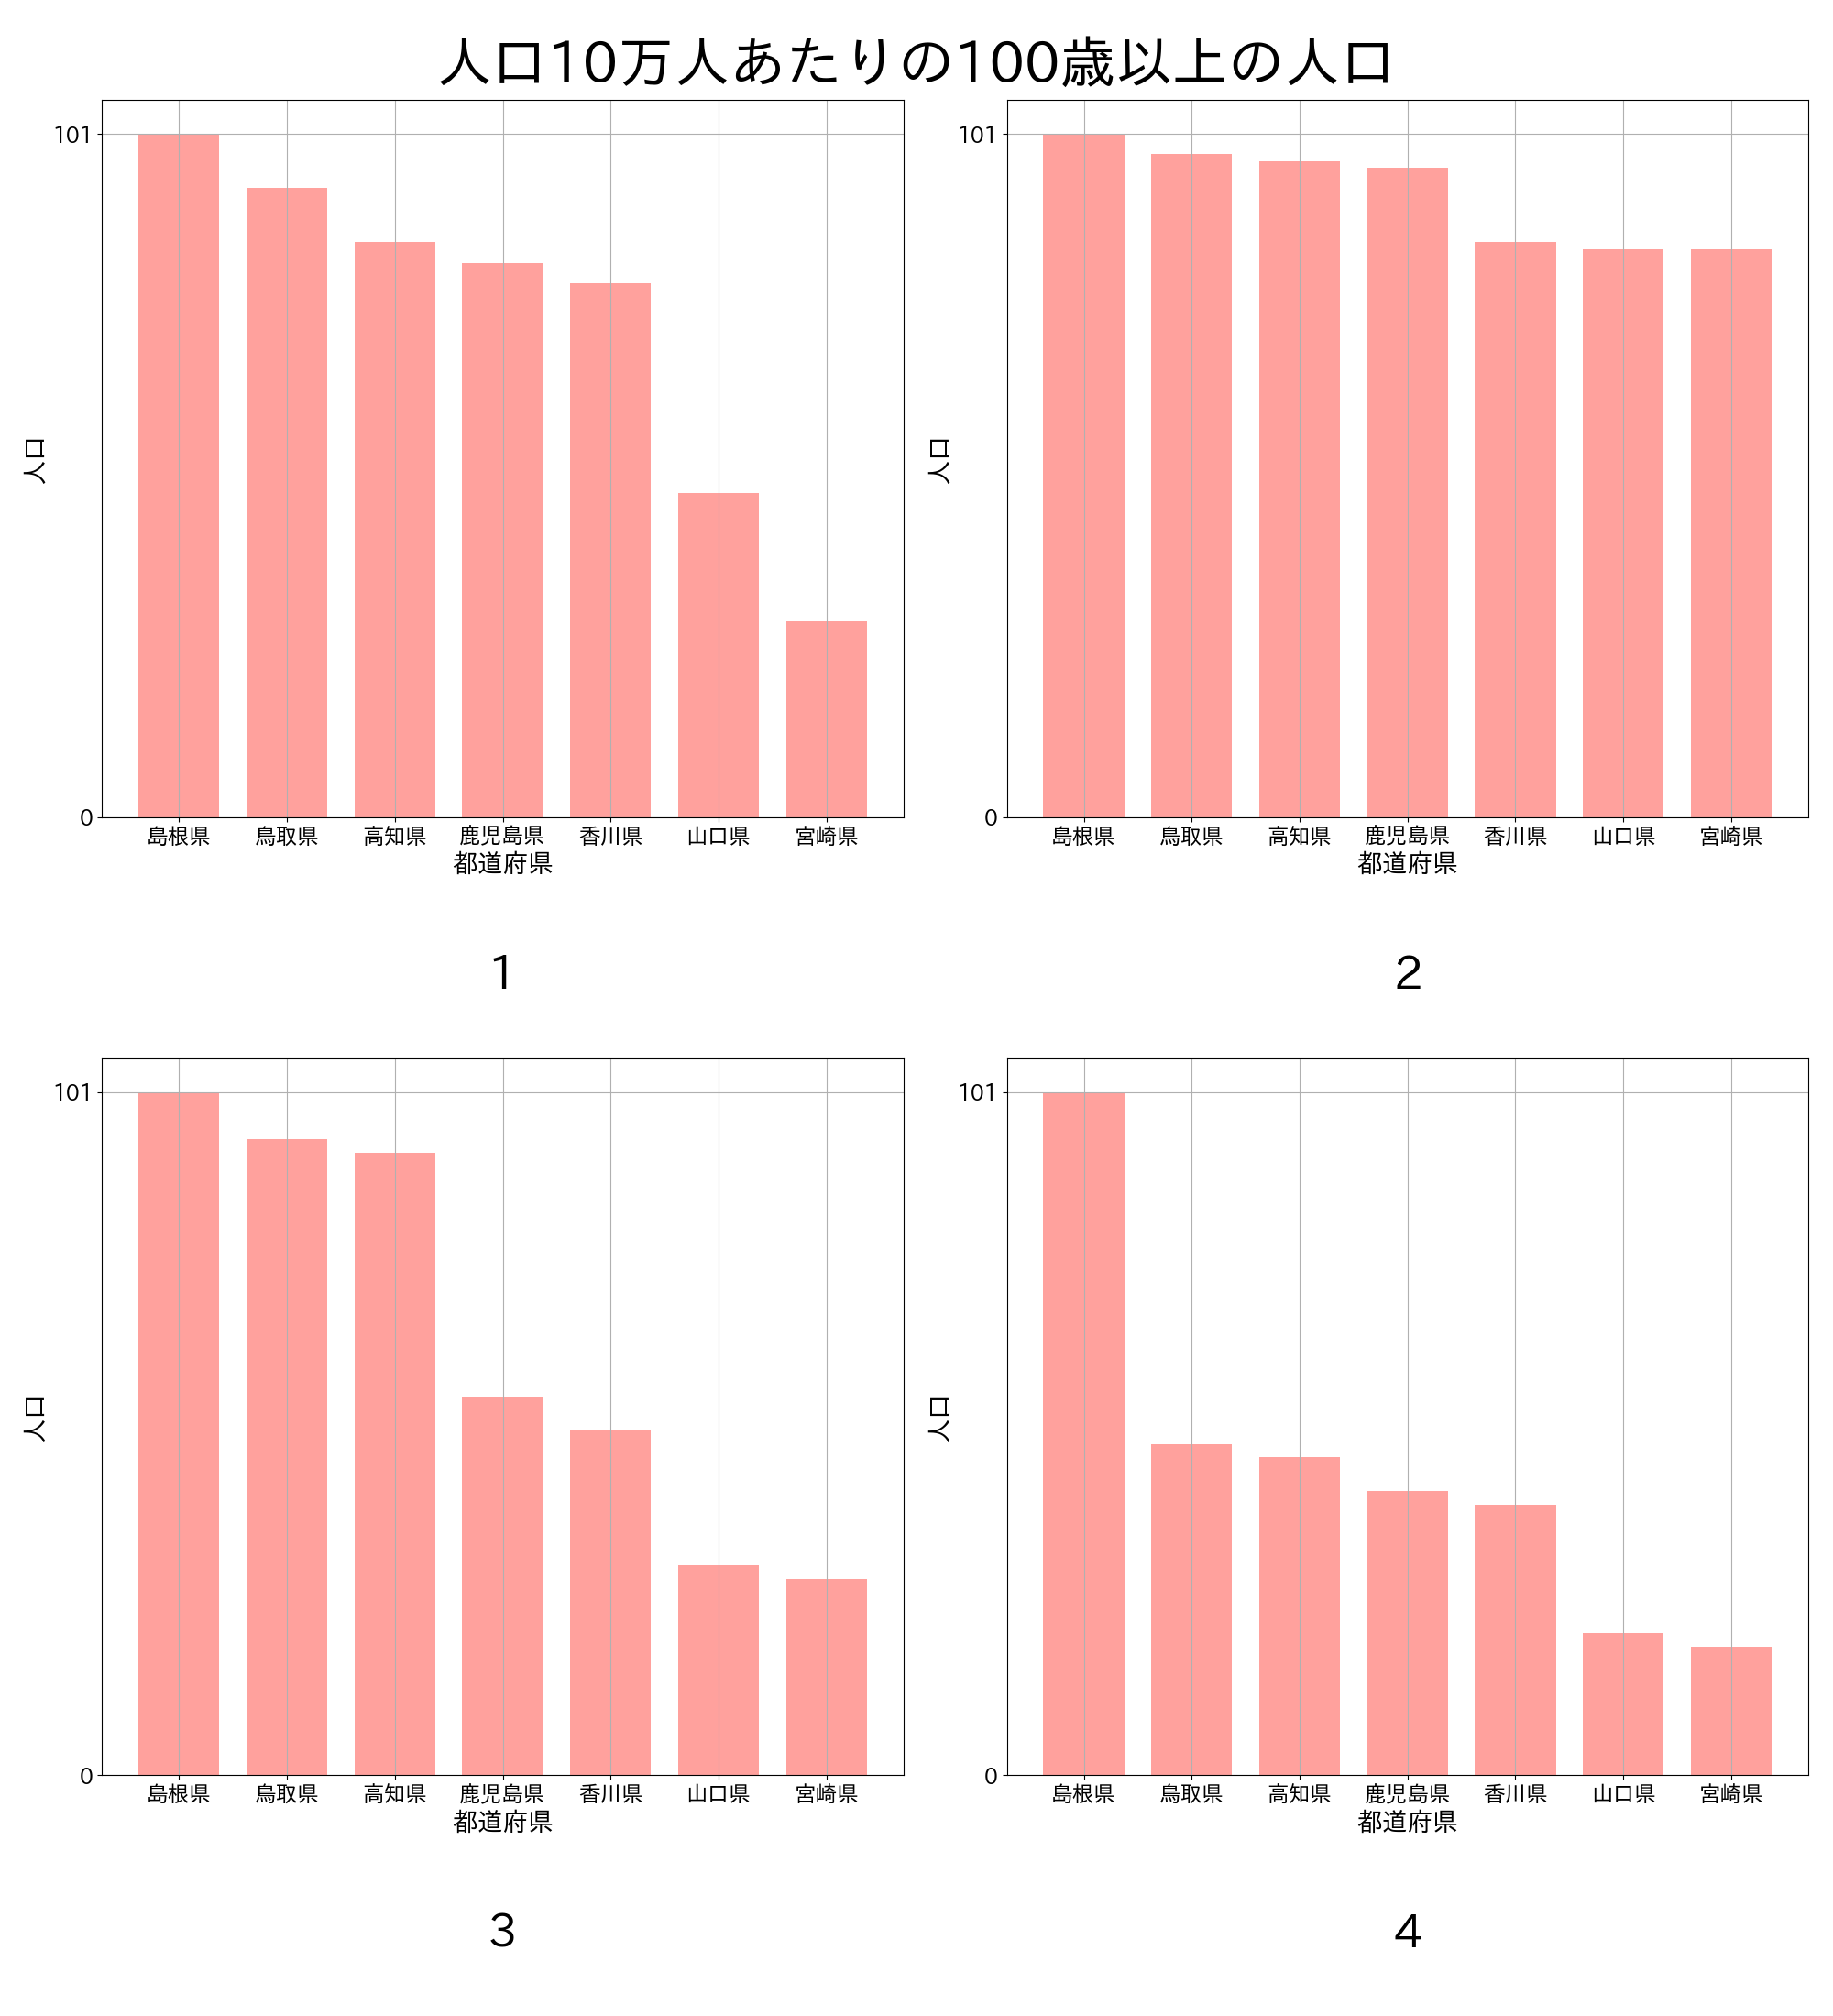 人口10万人あたりの100歳以上の人口
人口
101
0
島根県 鳥取県 高知県 鹿児島県 香川県 山口県 宮崎県
都道府県
1
人口
101
0
島根県 鳥取県 高知県 鹿児島県 香川県 山口県 宮崎県
都道府県
2
人口
101
0
島根県 鳥取県 高知県 鹿児島県 香川県 山口県 宮崎県
都道府県
3
人口
101
0
島根県 鳥取県 高知県 鹿児島県 香川県 山口県 宮崎県
都道府県
4